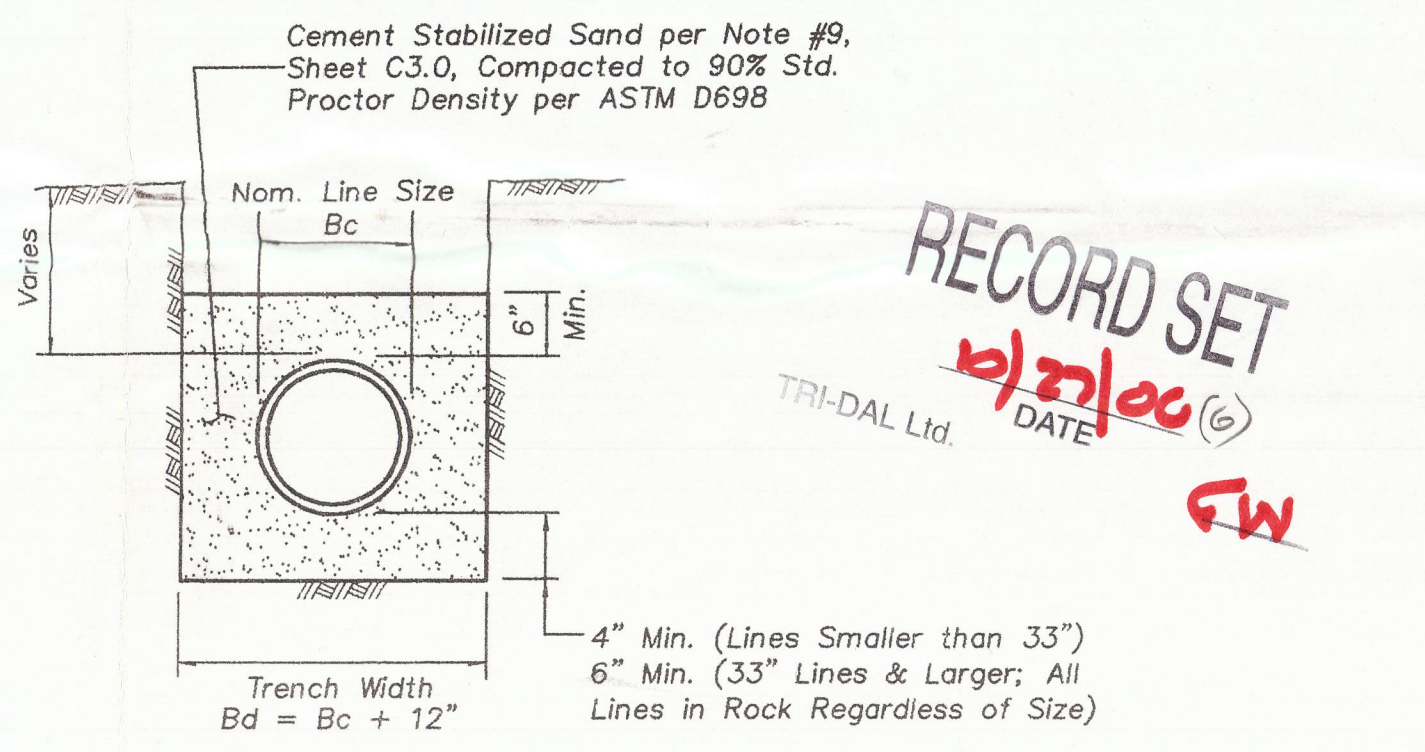 Cement Stabilized Sand per Note #9,
Sheet C3.0, Compacted to 90% Std.
Proctor Density per ASTM D698
Nom. Line Size
Bc
Varies
6"
Min.
RECORD SET
TRI-DAL Ltd.
DATE
(6)
4" Min. (Lines Smaller than 33")
6" Min. (33" Lines & Larger; All
Lines in Rock Regardless of Size)
Trench Width
Bd = Bc + 12"